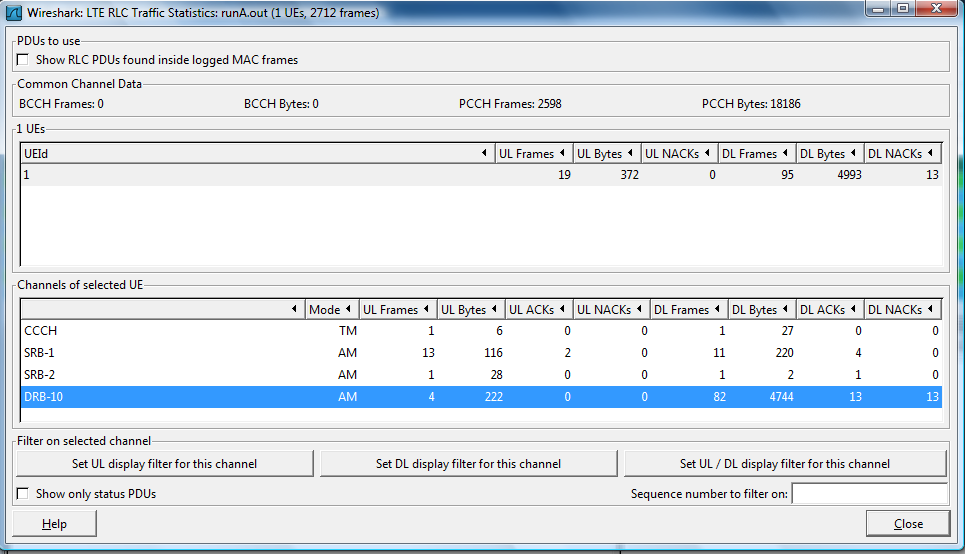 Wireshark: LTE RLC Traffic Statistics: runA.out (1 UEs, 2712 frames)
PDUs to use
Show RLC PDUs found inside logged MAC frames
Common Channel Data
BCCH Frames: 0 BCCH Bytes: 0 PCCH Frames: 2598 PCCH Bytes: 18186
1 UEs
UEId UL Frames UL Bytes UL NACKs DL Frames DL Bytes DL NACKs
1 19 372 0 95 4993 13
Channels of selected UE
Mode UL Frames UL Bytes UL ACKs UL NACKs DL Frames DL Bytes DL ACKs DL NACKs
CCCH TM 1 6 0 0 1 27 0 0
SRB-1 AM 13 116 2 0 11 220 4 0
SRB-2 AM 1 28 0 0 1 2 1 0
DRB-10 AM 4 222 0 0 82 4744 13 13
Filter on selected channel
Set UL display filter for this channel Set DL display filter for this channel Set UL / DL display filter for this channel
Show only status PDUs Sequence number to filter on:
Help Close